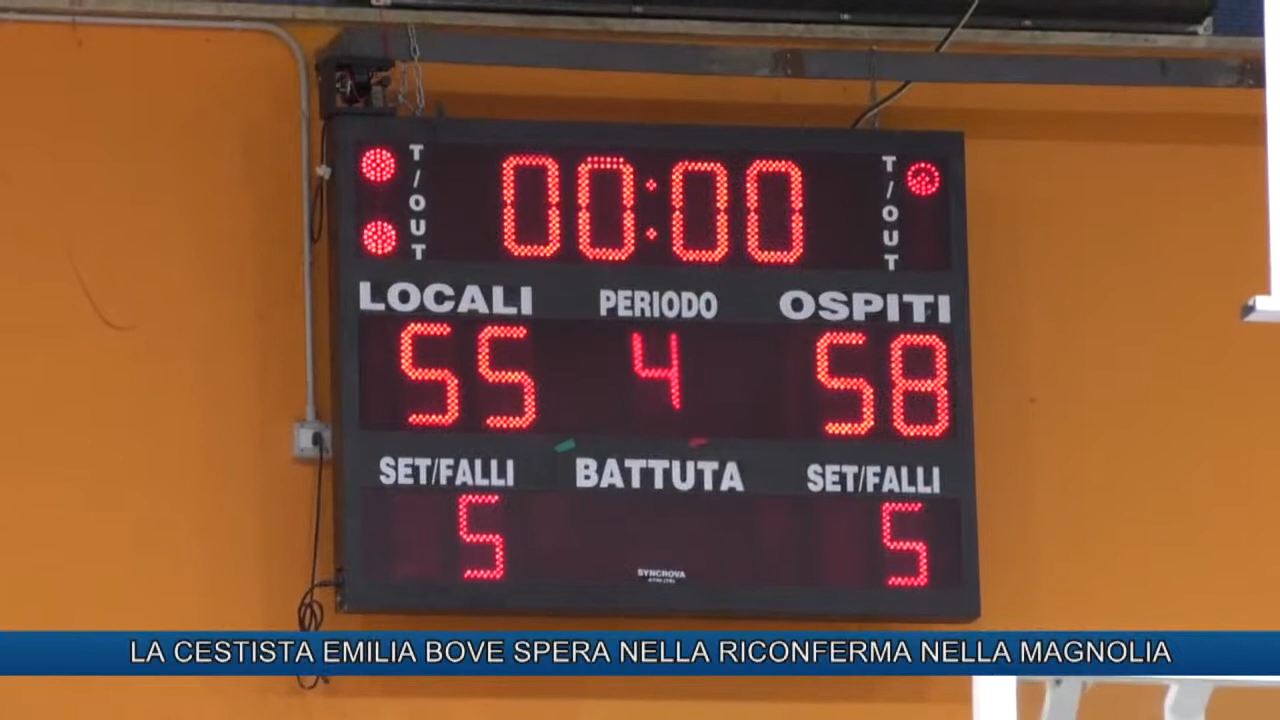 T/OUT 00:00 T/OUT
LOCALI PERIODO OSPITI
55 4 58
SET/FALLI BATTUTA SET/FALLI
5 5
SYNCROVA
LA CESTISTA EMILIA BOVE SPERA NELLA RICONFERMA NELLA MAGNOLIA